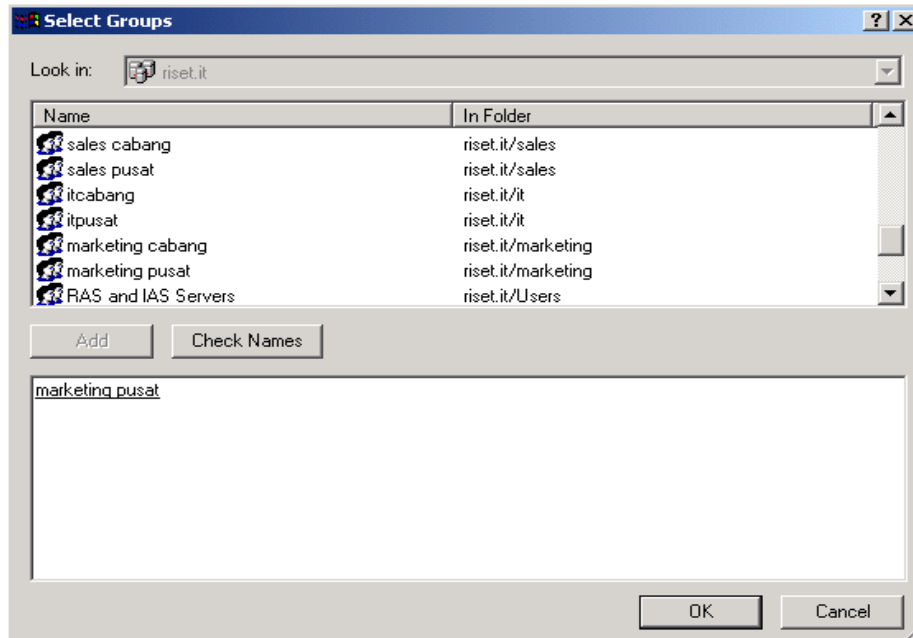 Select Groups
Look in: riset.it
Name In Folder
sales cabang riset.it/sales
sales pusat riset.it/sales
itcabang riset.it/it
itpusat riset.it/it
marketing cabang riset.it/marketing
marketing pusat riset.it/marketing
RAS and IAS Servers riset.it/Users
Add Check Names
marketing pusat
OK Cancel